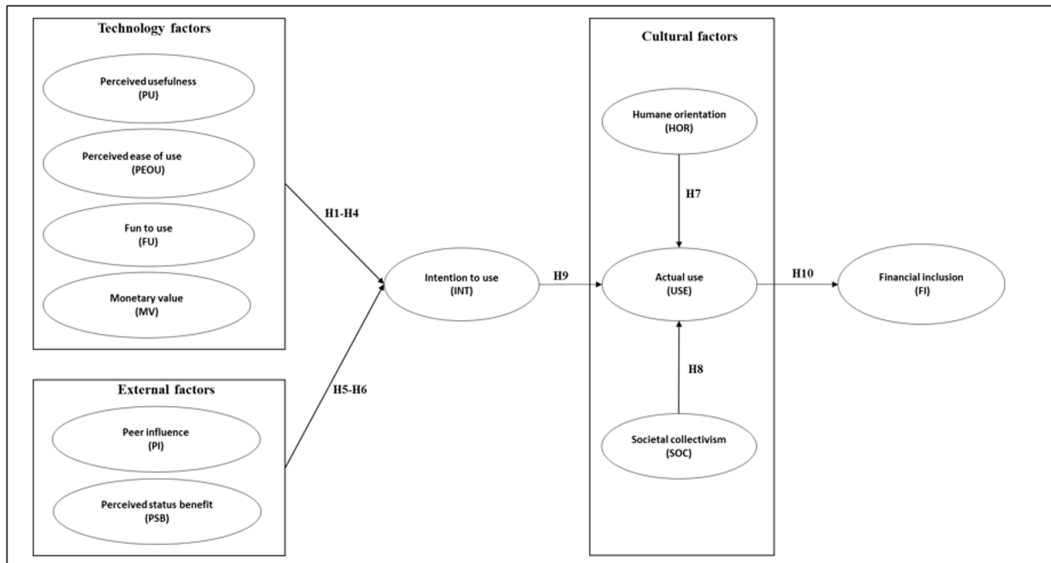 Technology factors
Perceived usefulness
(PU)
Perceived ease of use
(PEOU)
Fun to use
(FU)
Monetary value
(MV)
External factors
Peer influence
(PI)
Perceived status benefit
(PSB)
H1-H4
H5-H6
Intention to use
(INT)
H9
Cultural factors
Humane orientation
(HOR)
H7
Actual use
(USE)
H8
Societal collectivism
(SOC)
H10
Financial inclusion
(FI)